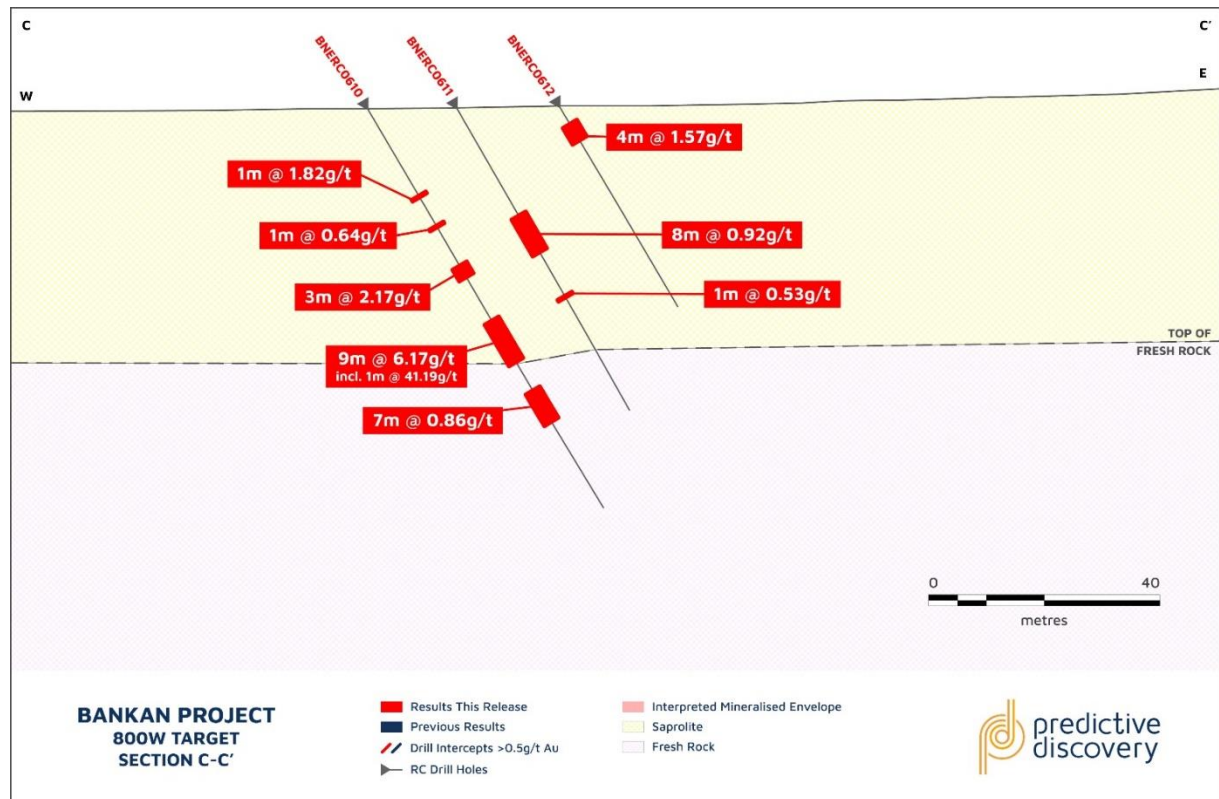 C
C'
BNERC0610
BNERC0611
BNERC0612
W
E
4m @ 1.57g/t
1m @ 1.82g/t
1m @ 0.64g/t
8m @ 0.92g/t
3m @ 2.17g/t
1m @ 0.53g/t
TOP OF
FRESH ROCK
9m @ 6.17g/t
incl. 1m @ 41.19g/t
7m @ 0.86g/t
0
40
metres
BANKAN PROJECT
800W TARGET
SECTION C-C'
Results This Release
Previous Results
Drill Intercepts >0.5g/t Au
RC Drill Holes
Interpreted Mineralised Envelope
Saprolite
Fresh Rock
predictive
discovery